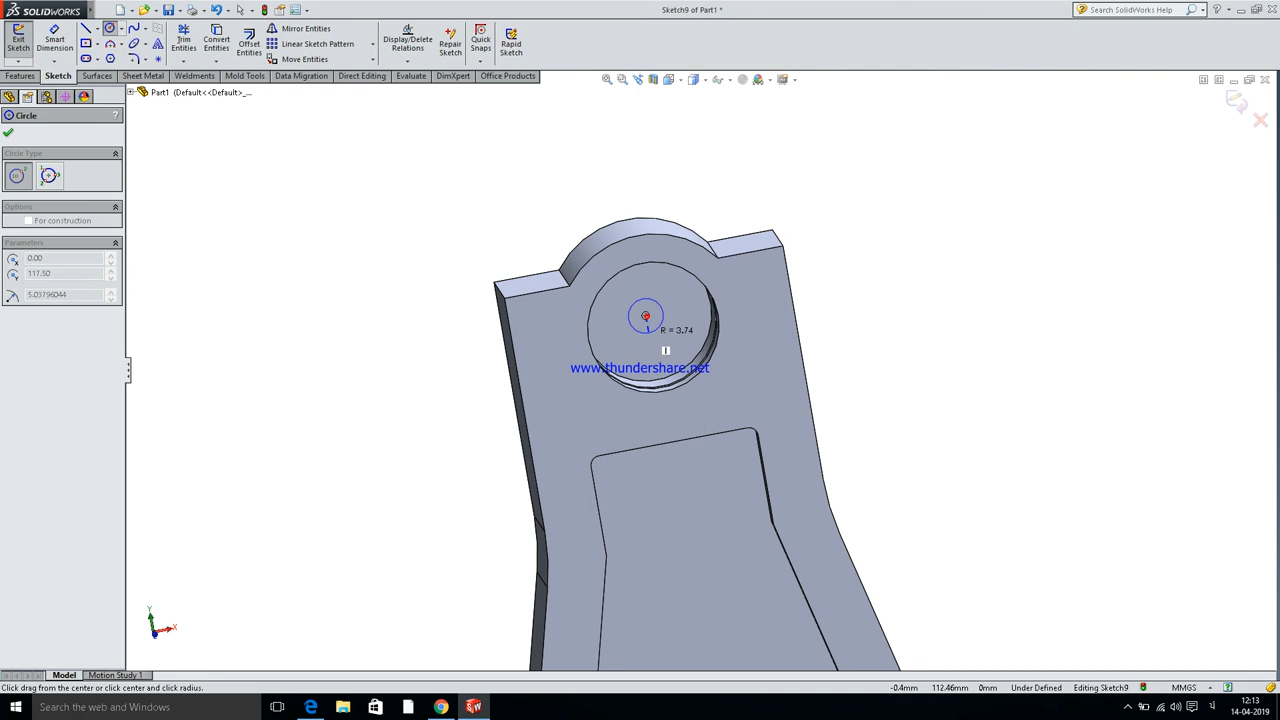 SOLIDWORKS
Sketch9 of Part1 *
Search SolidWorks
Exit Sketch
Smart Dimension
Trim Entities
Convert Entities
Offset Entities
Mirror Entities
Linear Sketch Pattern
Move Entities
Display/Delete Relations
Repair Sketch
Quick Snaps
Rapid Sketch
Features
Sketch
Surfaces
Sheet Metal
Weldments
Mold Tools
Data Migration
Direct Editing
Evaluate
DimXpert
Office Products
Part1 (Default<<Default>_...
Circle
?
Circle Type
Options
For construction
Parameters
0.00
117.50
5.03796044
R = 3.74
www.thundershare.net
Y
X
Model
Motion Study 1
Click drag from the center or click center and click radius.
-0.4mm
112.46mm
0mm
Under Defined
Editing Sketch9
MMGS
Search the web and Windows
12:13
14-04-2019